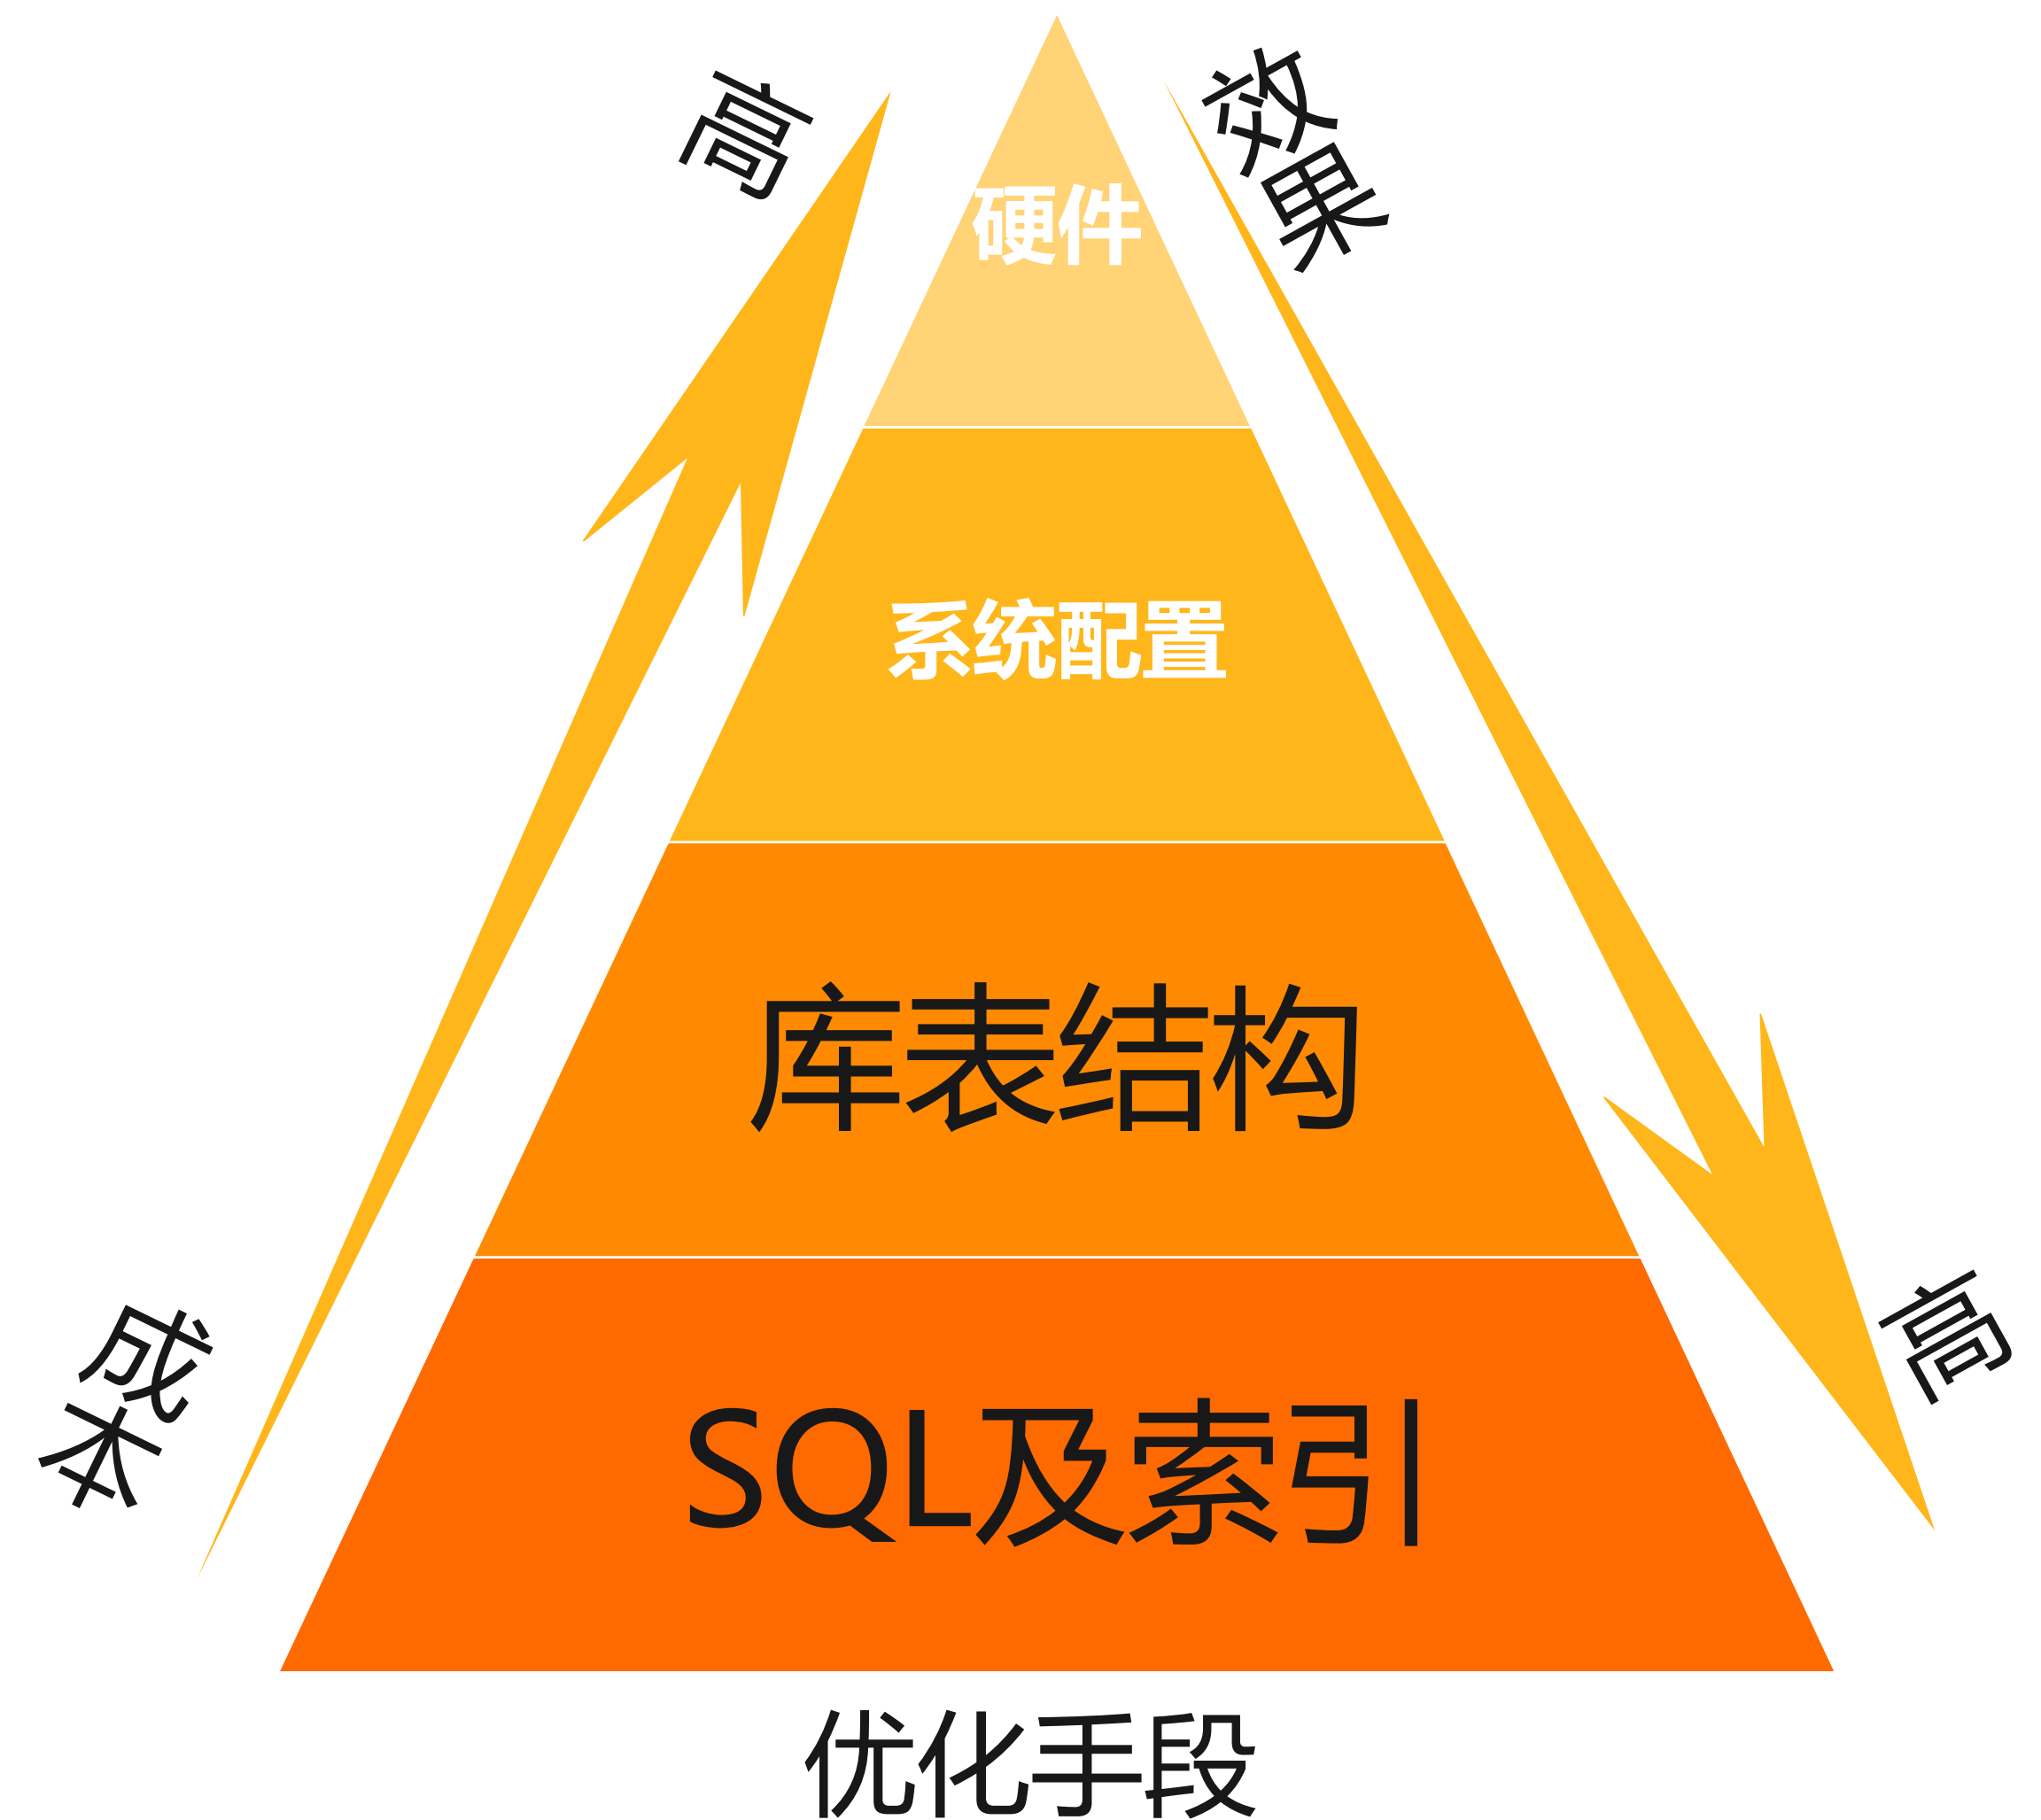 高
效果
硬件
系统配置
库表结构
高
成本
SQL及索引
优化手段